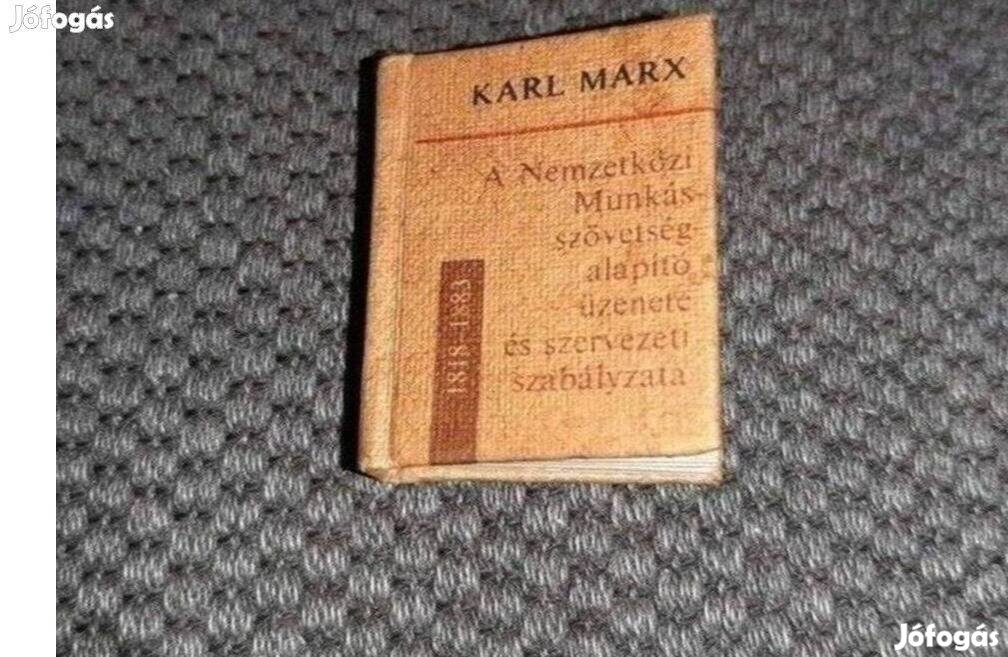 Jófogás
KARL MARX
A Nemzetközi
Munkás-
szövetség
alapító
üzenete
és szervezeti
szabályzata
1818-1883
Jófogás